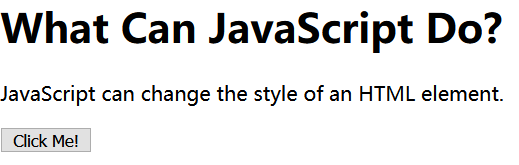 What Can JavaScript Do?
JavaScript can change the style of an HTML element.
Click Me!